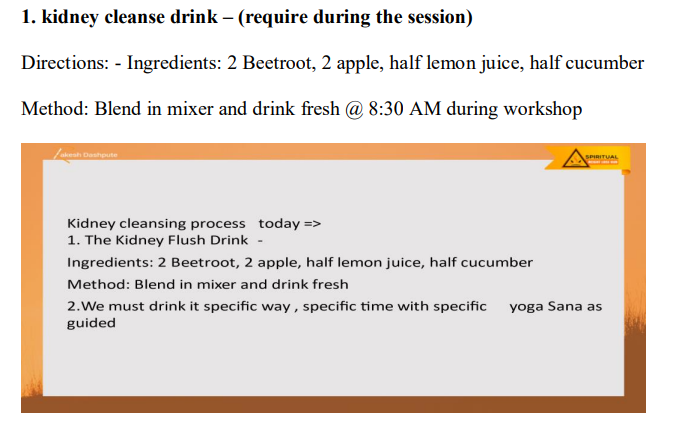 1. kidney cleanse drink – (require during the session)
Directions: - Ingredients: 2 Beetroot, 2 apple, half lemon juice, half cucumber
Method: Blend in mixer and drink fresh @ 8:30 AM during workshop
SPIRITUAL
Kidney cleansing process today =>
1. The Kidney Flush Drink -
Ingredients: 2 Beetroot, 2 apple, half lemon juice, half cucumber
Method: Blend in mixer and drink fresh
2.We must drink it specific way , specific time with specific yoga Sana as
guided